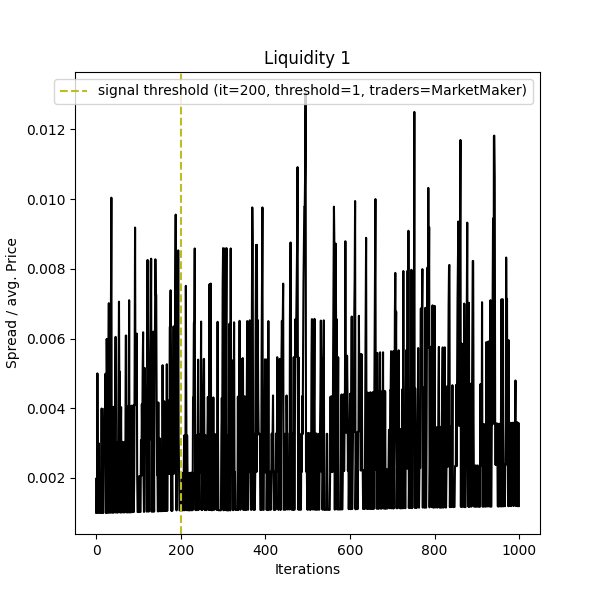 Liquidity 1
signal threshold (it=200, threshold=1, traders=MarketMaker)
Spread / avg. Price
0.012
0.010
0.008
0.006
0.004
0.002
0 200 400 600 800 1000
Iterations